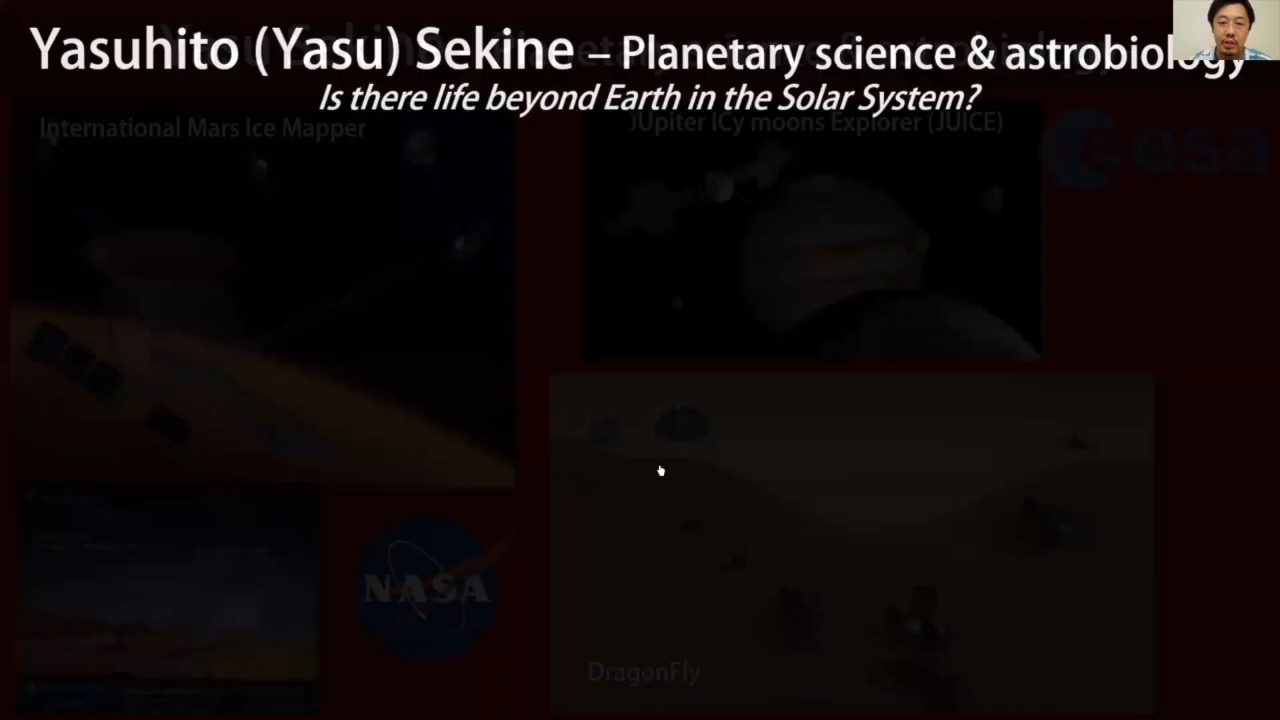 Yasuhito (Yasu) Sekine – Planetary science & astrobiology
Is there life beyond Earth in the Solar System?
International Mars Ice Mapper
JUpiter ICy moons Explorer (JUICE)
esa
NASA
DragonFly